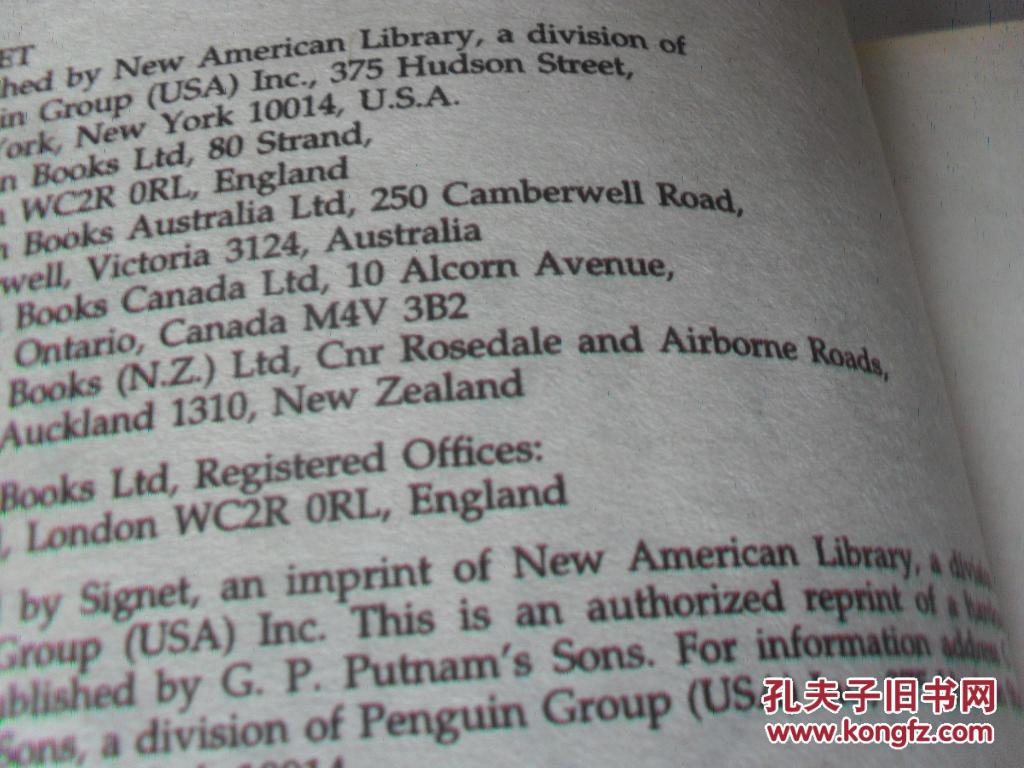 ET
hed by New American Library, a division of
in Group (USA) Inc., 375 Hudson Street,
ork, New York 10014, U.S.A.
n Books Ltd, 80 Strand,
WC2R 0RL, England
n Books Australia Ltd, 250 Camberwell Road,
well, Victoria 3124, Australia
Books Canada Ltd, 10 Alcorn Avenue,
Ontario, Canada M4V 3B2
Books (N.Z.) Ltd, Cnr Rosedale and Airborne Roads,
Auckland 1310, New Zealand
Books Ltd, Registered Offices:
, London WC2R 0RL, England
by Signet, an imprint of New American Library, a
Group (USA) Inc. This is an authorized reprint of a
blished by G. P. Putnam's Sons. For information address
Sons, a division of Penguin Group (US
10014
孔夫子旧书网
www.kongfz.com